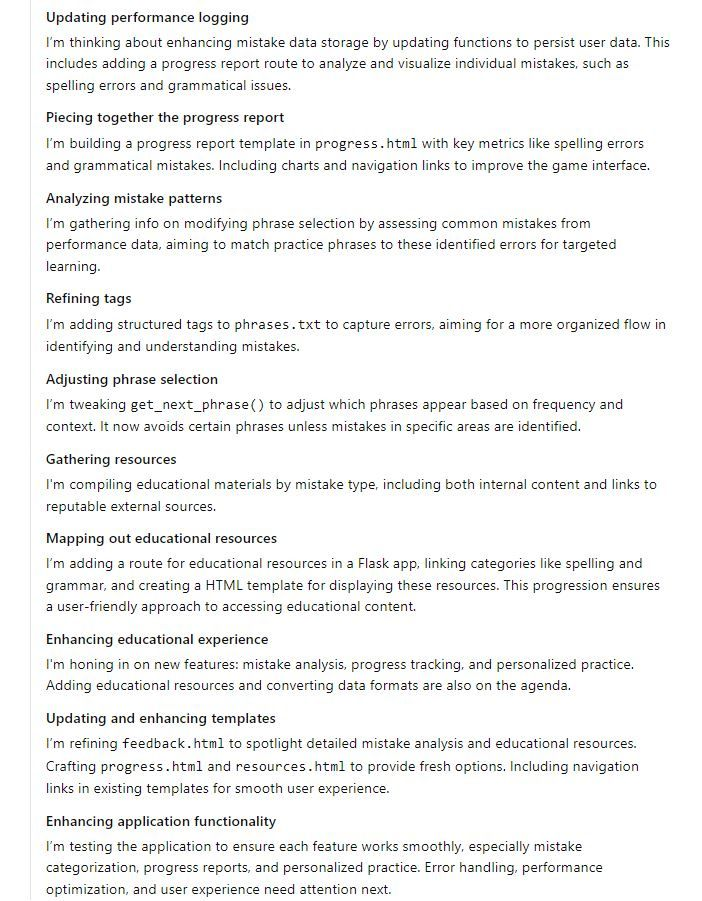 Updating performance logging
I'm thinking about enhancing mistake data storage by updating functions to persist user data. This
includes adding a progress report route to analyze and visualize individual mistakes, such as
spelling errors and grammatical issues.
Piecing together the progress report
I'm building a progress report template in progress.html with key metrics like spelling errors
and grammatical mistakes. Including charts and navigation links to improve the game interface.
Analyzing mistake patterns
I'm gathering info on modifying phrase selection by assessing common mistakes from
performance data, aiming to match practice phrases to these identified errors for targeted
learning.
Refining tags
I'm adding structured tags to phrases.txt to capture errors, aiming for a more organized flow in
identifying and understanding mistakes.
Adjusting phrase selection
I'm tweaking get_next_phrase() to adjust which phrases appear based on frequency and
context. It now avoids certain phrases unless mistakes in specific areas are identified.
Gathering resources
I'm compiling educational materials by mistake type, including both internal content and links to
reputable external sources.
Mapping out educational resources
I'm adding a route for educational resources in a Flask app, linking categories like spelling and
grammar, and creating a HTML template for displaying these resources. This progression ensures
a user-friendly approach to accessing educational content.
Enhancing educational experience
I'm honing in on new features: mistake analysis, progress tracking, and personalized practice.
Adding educational resources and converting data formats are also on the agenda.
Updating and enhancing templates
I'm refining feedback.html to spotlight detailed mistake analysis and educational resources.
Crafting progress.html and resources.html to provide fresh options. Including navigation
links in existing templates for smooth user experience.
Enhancing application functionality
I'm testing the application to ensure each feature works smoothly, especially mistake
categorization, progress reports, and personalized practice. Error handling, performance
optimization, and user experience need attention next.